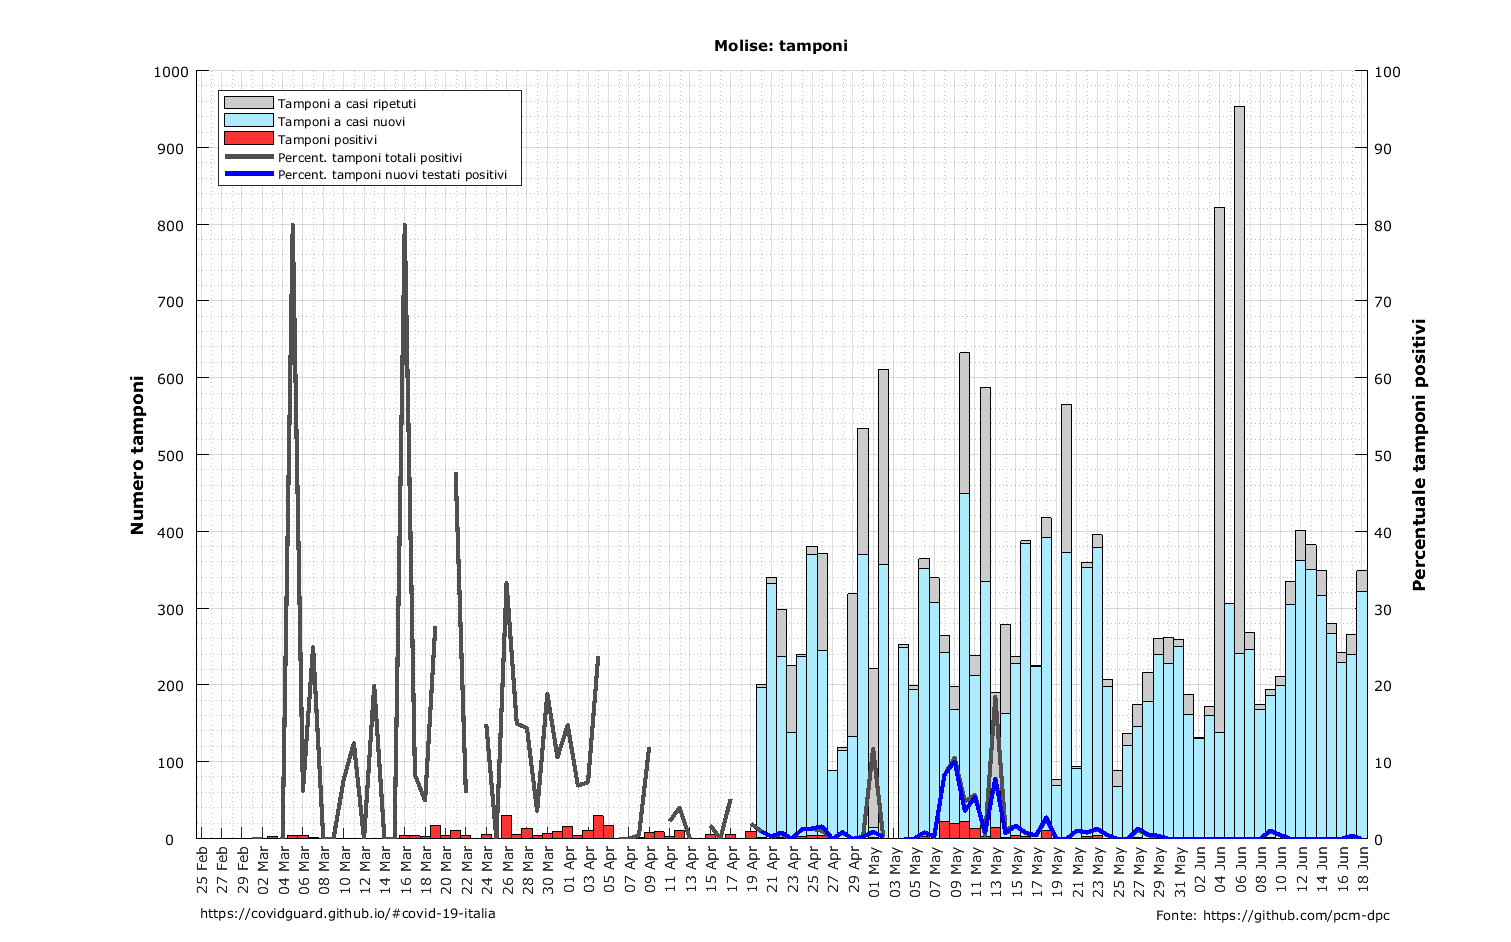 Molise: tamponi
Tamponi a casi ripetuti
Tamponi a casi nuovi
Tamponi positivi
Percent. tamponi totali positivi
Percent. tamponi nuovi testati positivi
Numero tamponi
1000
900
800
700
600
500
400
300
200
100
0
100
90
80
70
60
50
40
30
20
10
0
Percentuale tamponi positivi
25 Feb
27 Feb
29 Feb
02 Mar
04 Mar
06 Mar
08 Mar
10 Mar
12 Mar
14 Mar
16 Mar
18 Mar
20 Mar
22 Mar
24 Mar
26 Mar
28 Mar
30 Mar
01 Apr
03 Apr
05 Apr
07 Apr
09 Apr
11 Apr
13 Apr
15 Apr
17 Apr
19 Apr
21 Apr
23 Apr
25 Apr
27 Apr
29 Apr
01 May
03 May
05 May
07 May
09 May
11 May
13 May
15 May
17 May
19 May
21 May
23 May
25 May
27 May
29 May
31 May
02 Jun
04 Jun
06 Jun
08 Jun
10 Jun
12 Jun
14 Jun
16 Jun
18 Jun
https://covidguard.github.io/#covid-19-italia
Fonte: https://github.com/pcm-dpc